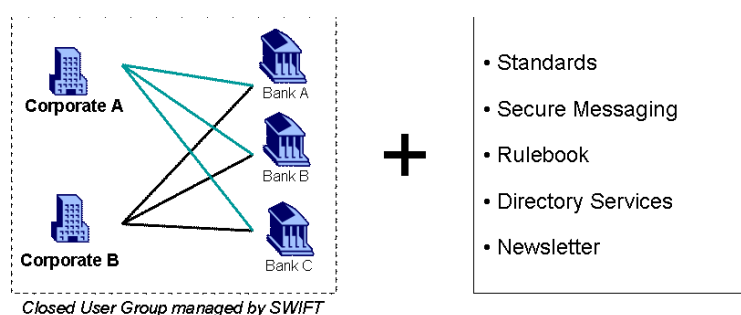 Corporate A
Bank A
Bank B
Corporate B
Bank C
Closed User Group managed by SWIFT
+
• Standards
• Secure Messaging
• Rulebook
• Directory Services
• Newsletter